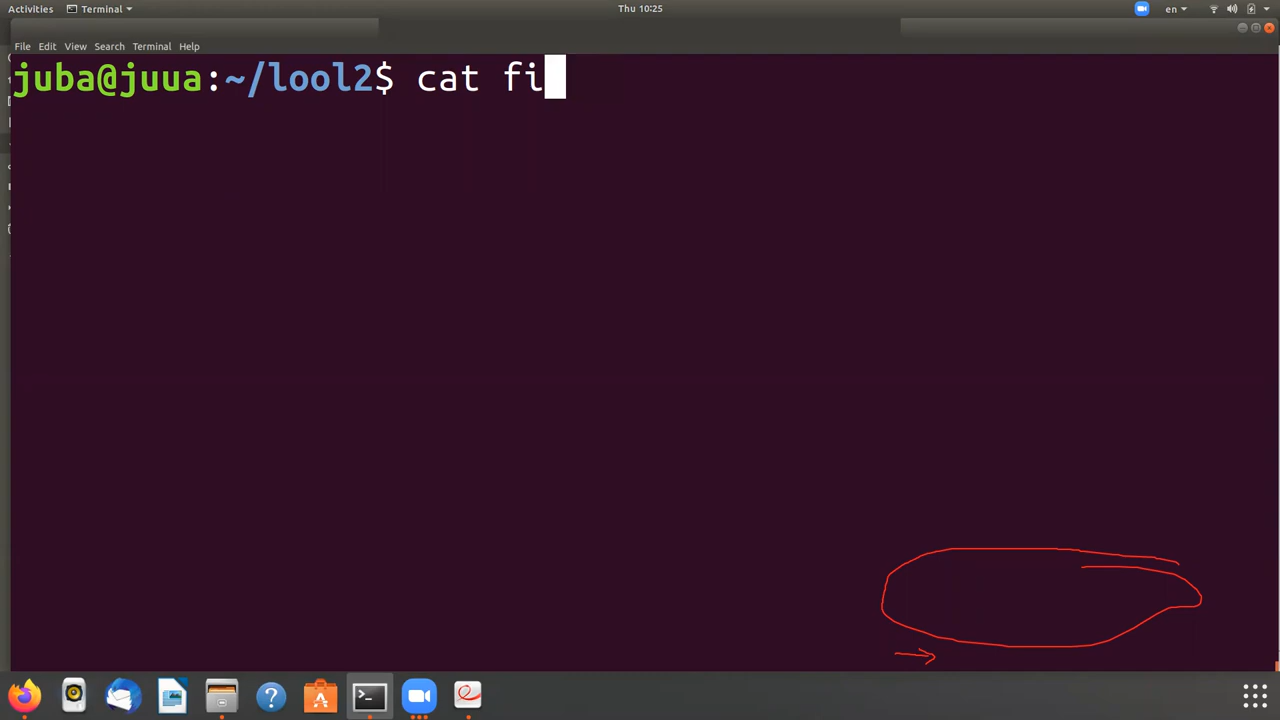 Activities Terminal Thu 10:25 en
File Edit View Search Terminal Help
juba@juua:~/lool2$ cat fi